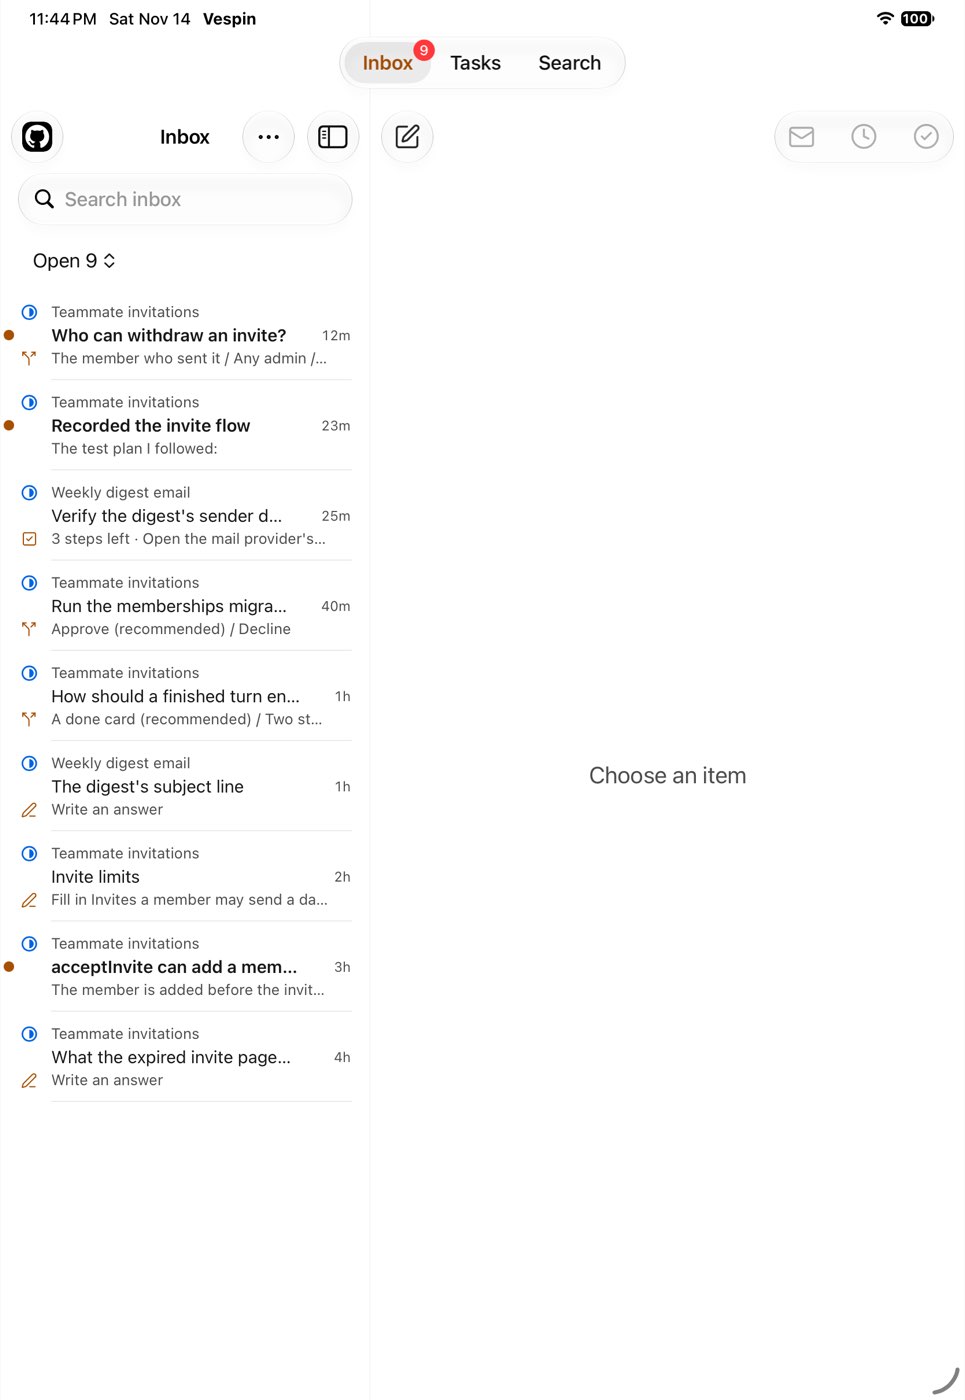 11:44 PM Sat Nov 14 Vespin
100
Inbox
9
Tasks
Search
Inbox
Search inbox
Open 9
Teammate invitations
Who can withdraw an invite? 12m
The member who sent it / Any admin /...
Teammate invitations
Recorded the invite flow 23m
The test plan I followed:
Weekly digest email
Verify the digest's sender d... 25m
3 steps left · Open the mail provider's...
Teammate invitations
Run the memberships migra... 40m
Approve (recommended) / Decline
Teammate invitations
How should a finished turn en... 1h
A done card (recommended) / Two st...
Weekly digest email
The digest's subject line 1h
Write an answer
Teammate invitations
Invite limits 2h
Fill in Invites a member may send a da...
Teammate invitations
acceptInvite can add a mem... 3h
The member is added before the invit...
Teammate invitations
What the expired invite page... 4h
Write an answer
Choose an item